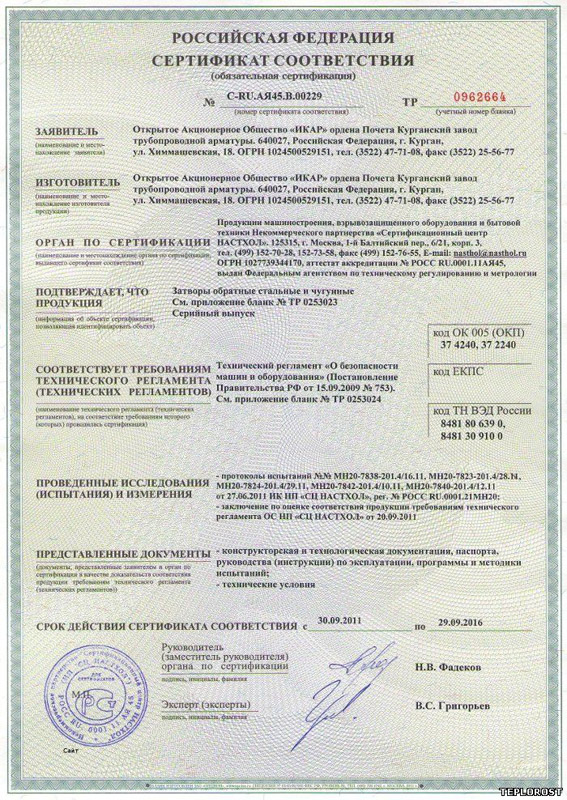 РОССИЙСКАЯ ФЕДЕРАЦИЯ
СЕРТИФИКАТ СООТВЕТСТВИЯ
(обязательная сертификация)
№ C-RU.АЯ45.В.00229 ТР 0962664
(номер сертификата соответствия) (учетный номер бланка)
ЗАЯВИТЕЛЬ
(наименование и место-
нахождение заявителя)
Открытое Акционерное Общество «ИКАР» ордена Почета Курганский завод
трубопроводной арматуры. 640027, Российская Федерация, г. Курган,
ул. Химмашевская, 18. ОГРН 1024500529151, тел. (3522) 47-71-08, факс (3522) 25-56-77
ИЗГОТОВИТЕЛЬ
(наименование и место-
нахождение изготовителя
продукции)
Открытое Акционерное Общество «ИКАР» ордена Почета Курганский завод
трубопроводной арматуры. 640027, Российская Федерация, г. Курган,
ул. Химмашевская, 18. ОГРН 1024500529151, тел. (3522) 47-71-08, факс (3522) 25-56-77
ОРГАН ПО СЕРТИФИКАЦИИ
(наименование и местонахождение органа по сертификации,
выдавшего сертификат соответствия)
Продукции машиностроения, взрывозащищенного оборудования и бытовой
техники Некоммерческого партнерства «Сертификационный центр
НАСТХОЛ». 125315, г. Москва, 1-й Балтийский пер., 6/21, корп. 3,
тел. (499) 152-70-28, 152-73-58, факс (499) 152-76-55, E-mail: nasthol@nasthol.ru
ОГРН 1027739344170, аттестат аккредитации № РОСС RU.0001.11АЯ45,
выдан Федеральным агентством по техническому регулированию и метрологии
ПОДТВЕРЖДАЕТ, ЧТО
ПРОДУКЦИЯ
(информация об объекте сертификации,
позволяющая идентифицировать объект)
Затворы обратные стальные и чугунные
См. приложение бланк № ТР 0253023
Серийный выпуск
код ОК 005 (ОКП)
37 4240, 37 2240
СООТВЕТСТВУЕТ ТРЕБОВАНИЯМ
ТЕХНИЧЕСКОГО РЕГЛАМЕНТА
(ТЕХНИЧЕСКИХ РЕГЛАМЕНТОВ)
(наименование технического регламента (технических
регламентов), на соответствие требованиям которого
(которых) проводилась сертификация)
Технический регламент «О безопасности
машин и оборудования» (Постановление
Правительства РФ от 15.09.2009 № 753).
См. приложение бланк № ТР 0253024
код ЕКПС
код ТН ВЭД России
8481 80 639 0,
8481 30 910 0
ПРОВЕДЕННЫЕ ИССЛЕДОВАНИЯ
(ИСПЫТАНИЯ) И ИЗМЕРЕНИЯ
- протоколы испытаний №№ МН20-7838-201.4/16.11, МН20-7823-201.4/28.11,
МН20-7824-201.4/29.11, МН20-7842-201.4/10.11, МН20-7840-201.4/12.11
от 27.06.2011 ИК НП «СЦ НАСТХОЛ», рег. № РОСС RU.0001.21МН20:
- заключение по оценке соответствия продукции требованиям технического
регламента ОС НП «СЦ НАСТХОЛ» от 20.09.2011
ПРЕДСТАВЛЕННЫЕ ДОКУМЕНТЫ
(документы, представленные заявителем в орган по
сертификации в качестве доказательств соответствия
продукции требованиям технического регламента
(технических регламентов))
- конструкторская и технологическая документации, паспорта,
руководства (инструкции) по эксплуатации, программы и методики
испытаний;
- технические условия
СРОК ДЕЙСТВИЯ СЕРТИФИКАТА СООТВЕТСТВИЯ с 30.09.2011 по 29.09.2016
Руководитель
(заместитель руководителя)
органа по сертификации
подпись, инициалы, фамилия
Н.В. Фадеков
Эксперт (эксперты)
подпись, инициалы, фамилия
В.С. Григорьев
М.П.
ДЛЯ
СЕРТИФИКАТОВ
Сайт
TEPLOROST